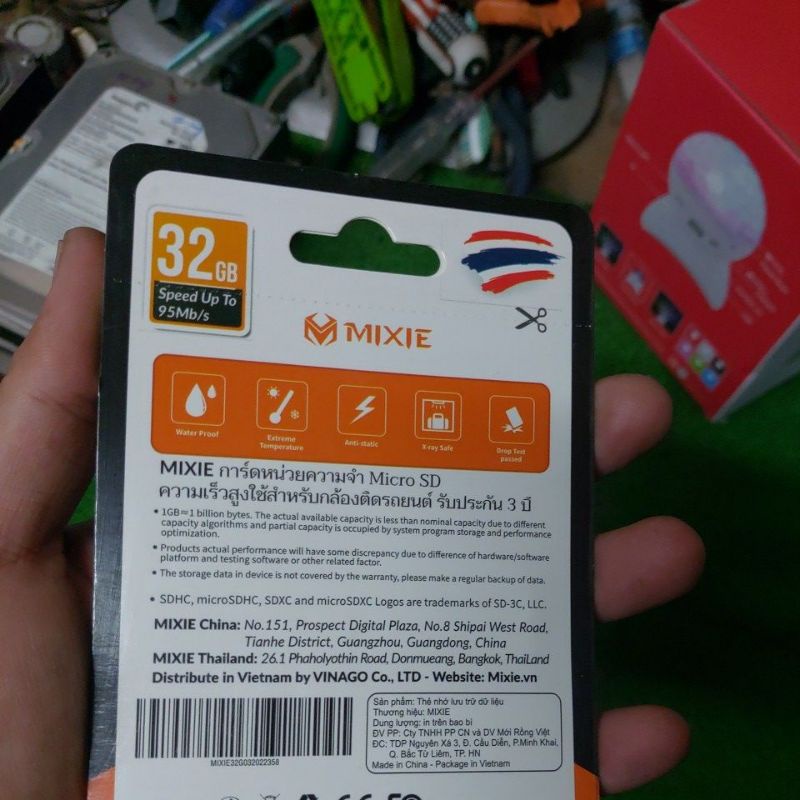 32GB
Speed Up To
95Mb/s
MIXIE
Water Proof
Extreme
Temperature
Anti-static
X-ray Safe
Drop Test
passed
MIXIE การ์ดหน่วยความจำ Micro SD
ความเร็วสูงใช้สำหรับกล้องติดรถยนต์ รับประกัน 3 ปี
• 1GB=1 billion bytes. The actual available capacity is less than nominal capacity due to different
capacity algorithms and partial capacity is occupied by system program storage and performance
optimization.
• Products actual performance will have some discrepancy due to difference of hardware/software
platform and testing software or other related factor.
• The storage data in device is not covered by the warranty, please make a regular backup of data.
• SDHC, microSDHC, SDXC and microSDXC Logos are trademarks of SD-3C, LLC.
MIXIE China: No.151, Prospect Digital Plaza, No.8 Shipai West Road,
Tianhe District, Guangzhou, Guangdong, China
MIXIE Thailand: 26.1 Phaholyothin Road, Donmueang, Bangkok, ThaiLand
Distribute in Vietnam by VINAGO Co., LTD - Website: Mixie.vn
MIXIE32G032022358
Sản phẩm: Thẻ nhớ lưu trữ dữ liệu
Thương hiệu: MIXIE
Dung lượng: in trên bao bì
ĐV PP: Cty TNHH PP CN và DV Mới Rồng Việt
ĐC: TDP Nguyên Xá 3, Đ. Cầu Diễn, P.Minh Khai,
Q. Bắc Từ Liêm, TP. HN
Made in China - Package in Vietnam